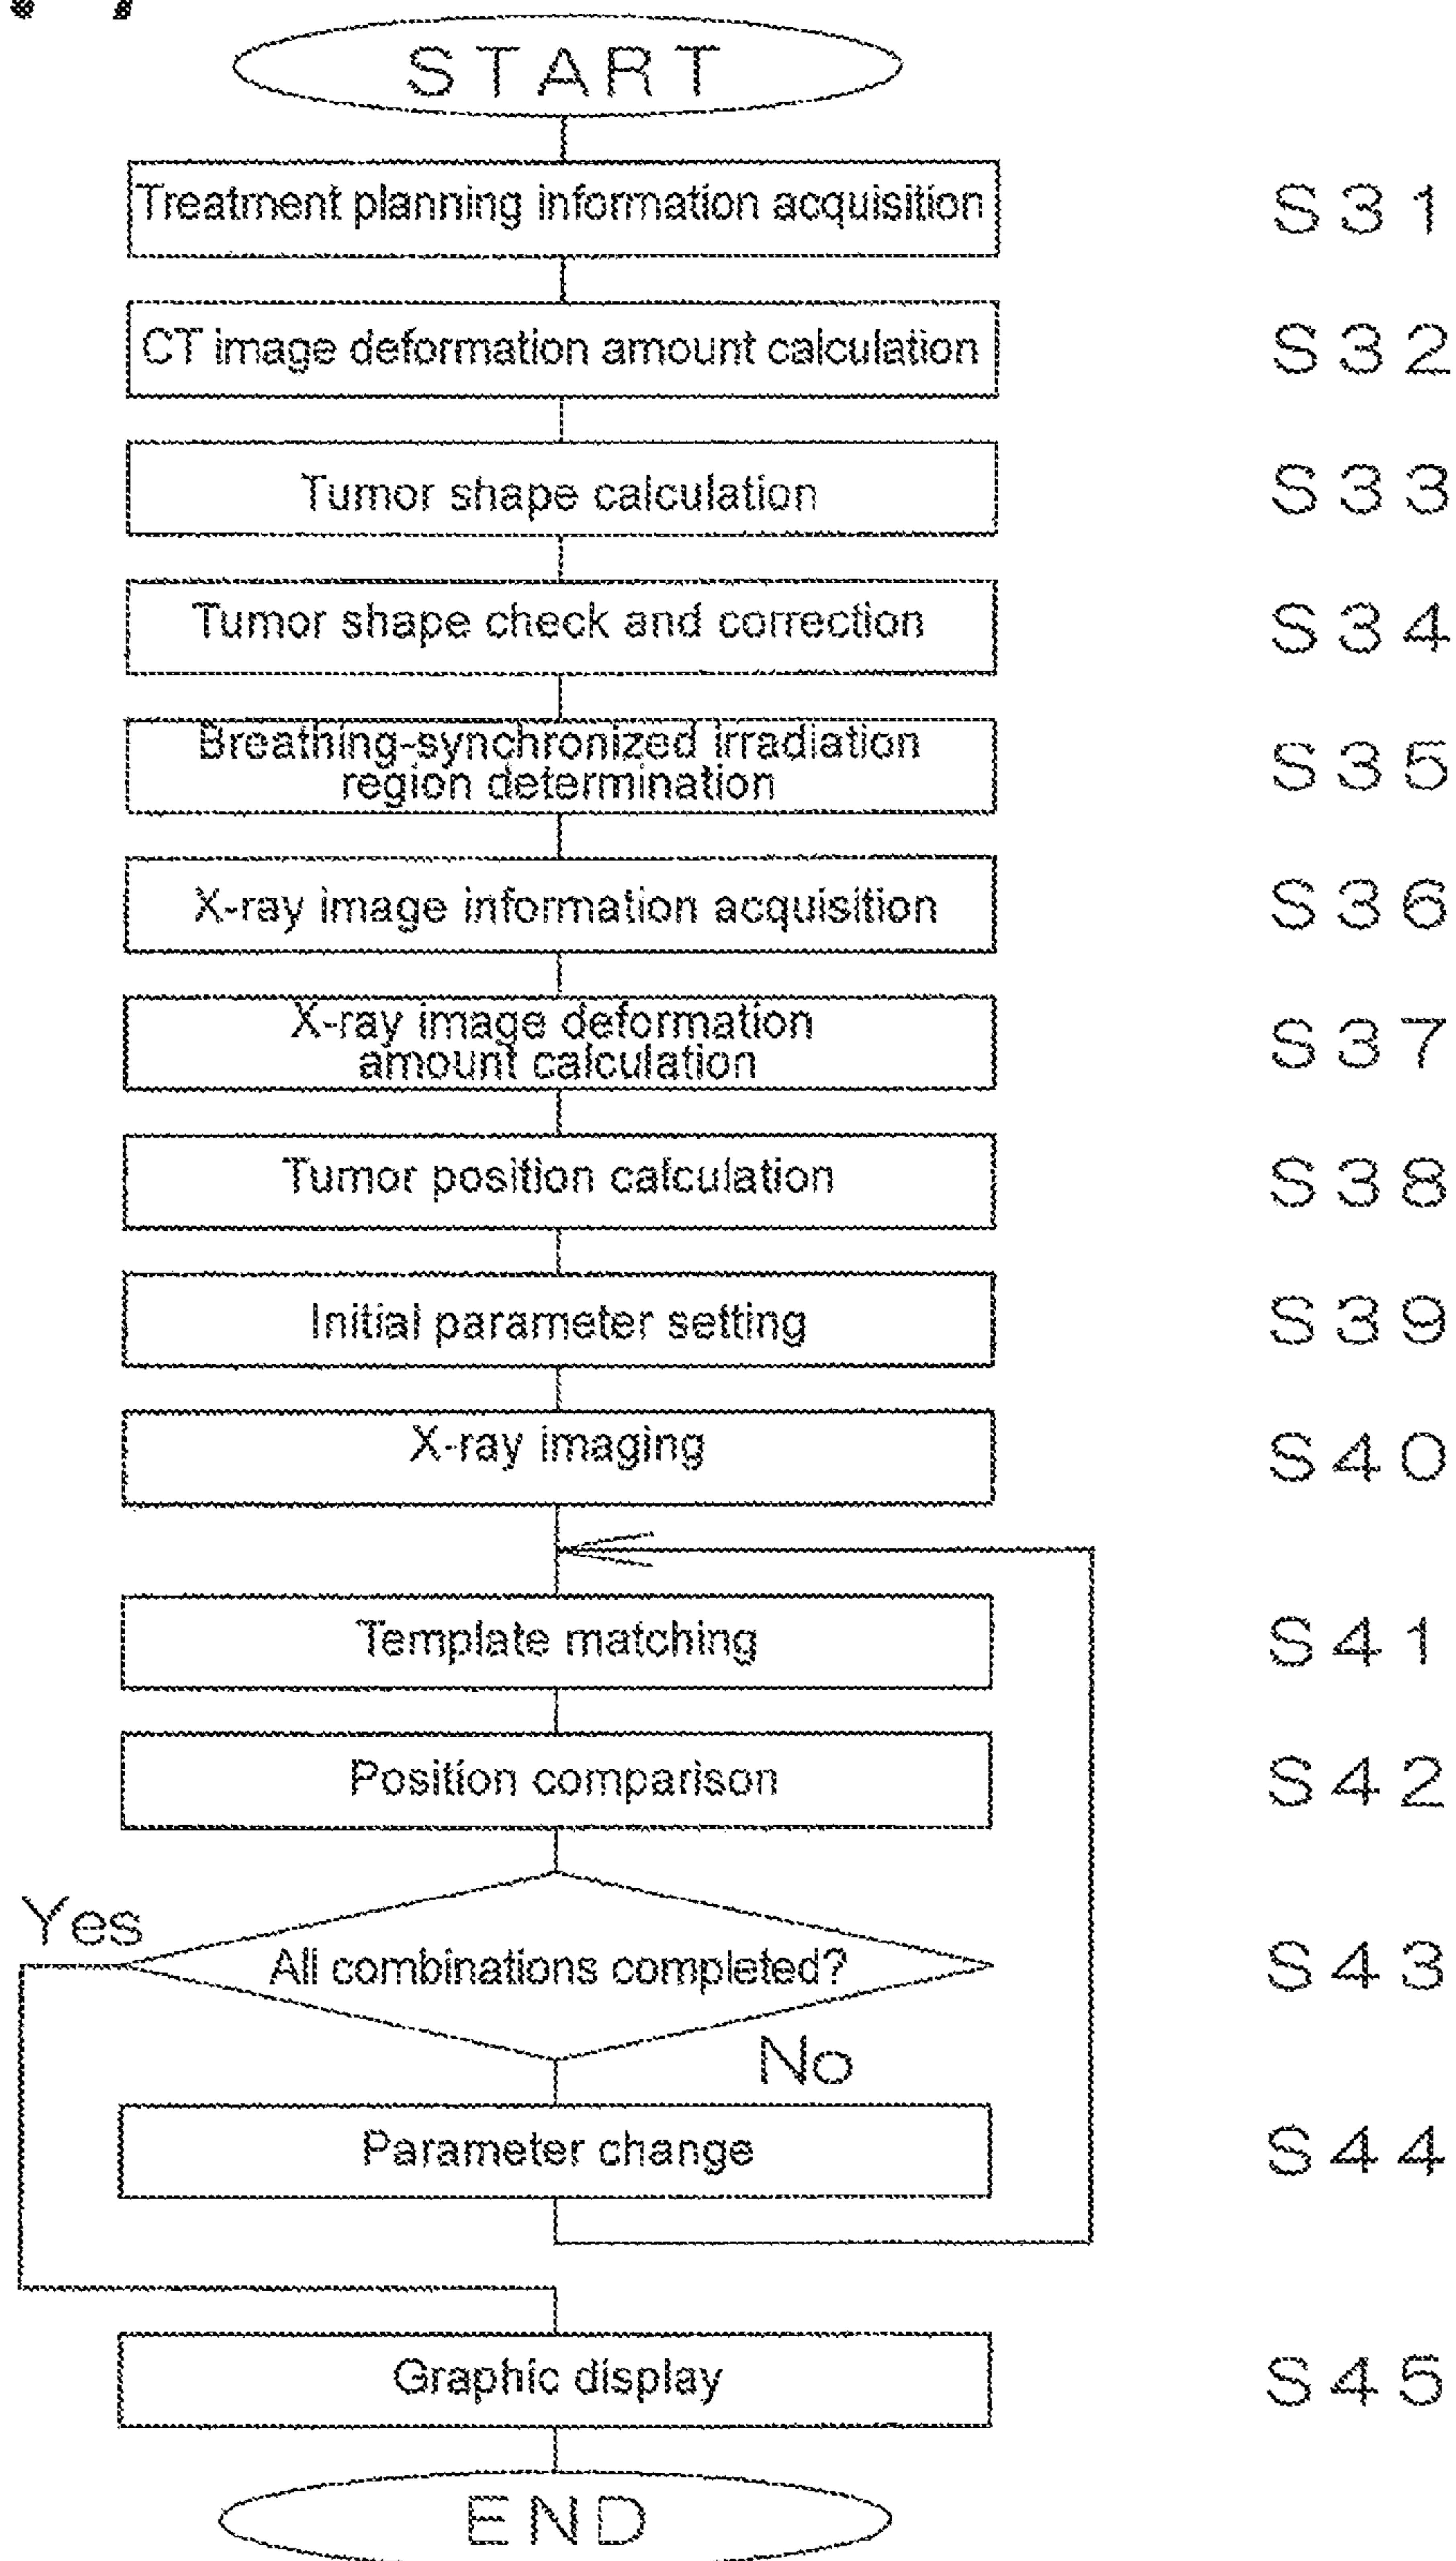 START
Treatment planning information acquisition S31
CT image deformation amount calculation S32
Tumor shape calculation S33
Tumor shape check and correction S34
Breathing-synchronized irradiation
region determination S35
X-ray image information acquisition S36
X-ray image deformation
amount calculation S37
Tumor position calculation S38
Initial parameter setting S39
X-ray imaging S40
Template matching S41
Position comparison S42
Yes
All combinations completed? S43
No
Parameter change S44
Graphic display S45
END